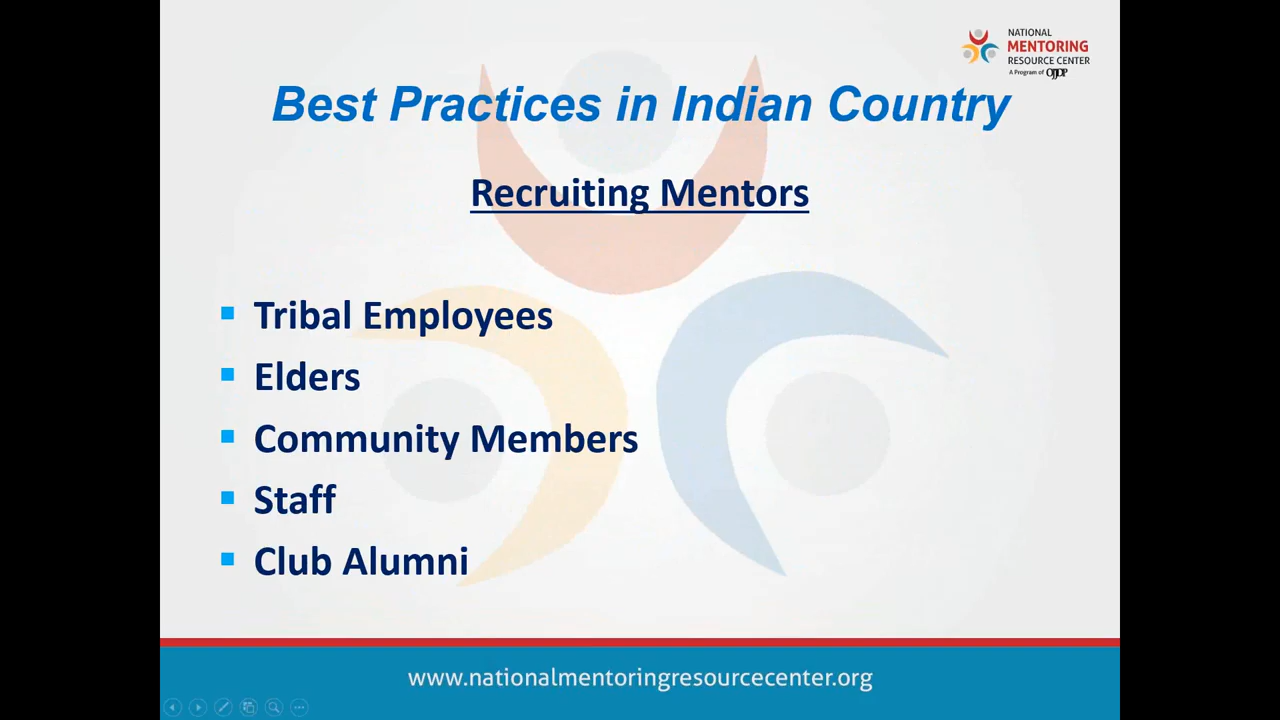 NATIONAL
MENTORING
RESOURCE CENTER
A Program of OJJDP
Best Practices in Indian Country
Recruiting Mentors
Tribal Employees
Elders
Community Members
Staff
Club Alumni
www.nationalmentoringresourcecenter.org